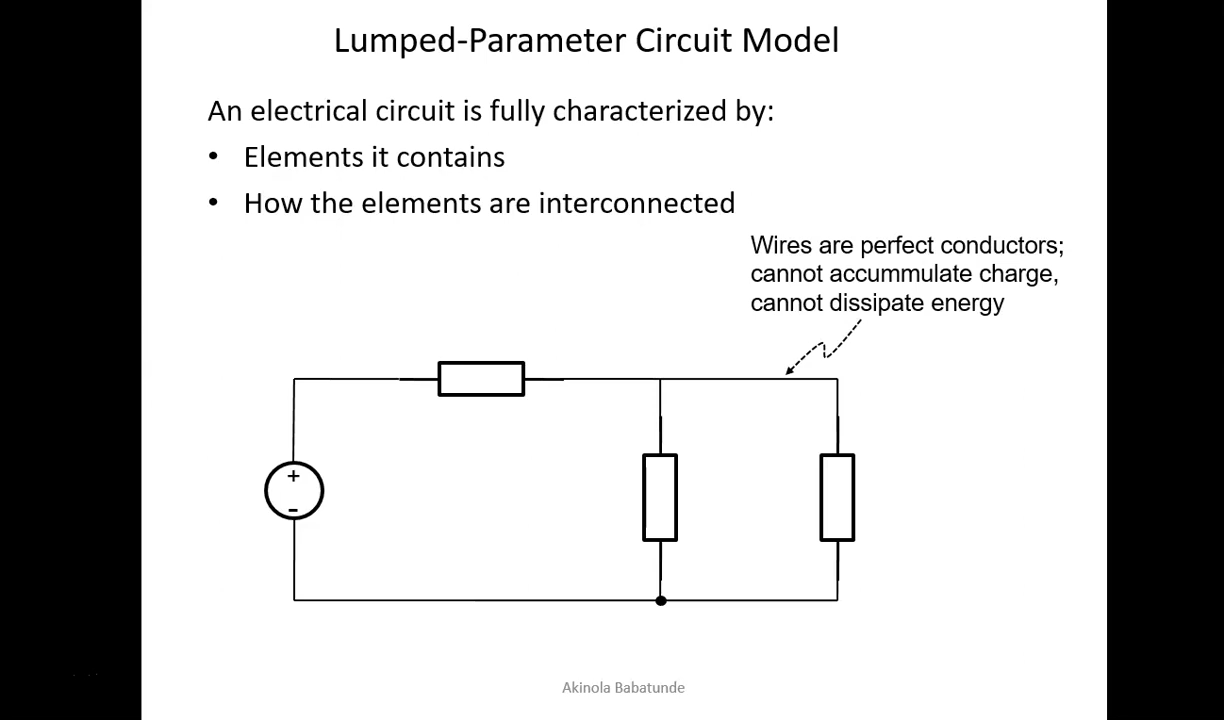 Lumped-Parameter Circuit Model
An electrical circuit is fully characterized by:
• Elements it contains
• How the elements are interconnected
Wires are perfect conductors;
cannot accummulate charge,
cannot dissipate energy
+
-
Akinola Babatunde